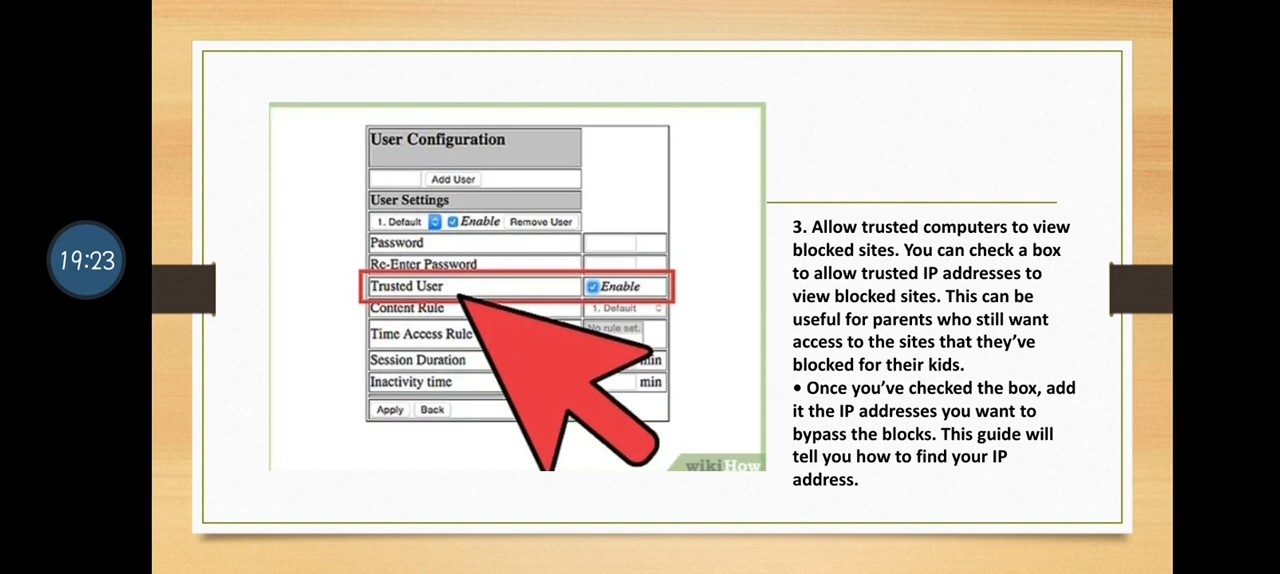 19:23
User Configuration
Add User
User Settings
1. Default Enable Remove User
Password
Re-Enter Password
Trusted User Enable
Content Rule 1. Default
Time Access Rule No rule set.
Session Duration min
Inactivity time min
Apply Back
wikiHow
3. Allow trusted computers to view
blocked sites. You can check a box
to allow trusted IP addresses to
view blocked sites. This can be
useful for parents who still want
access to the sites that they’ve
blocked for their kids.
• Once you’ve checked the box, add
it the IP addresses you want to
bypass the blocks. This guide will
tell you how to find your IP
address.